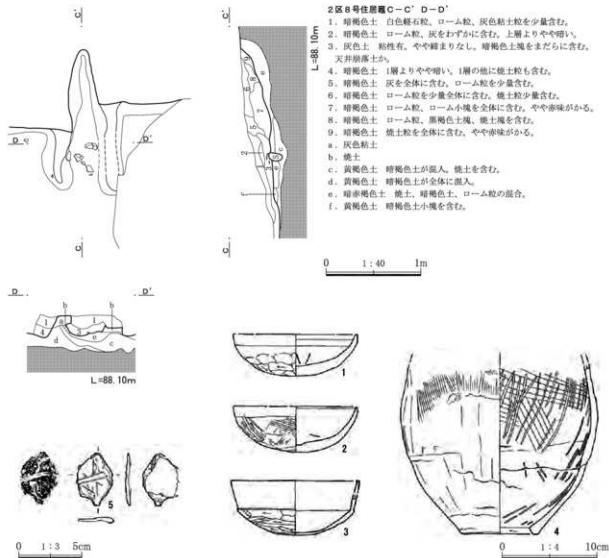 2区8号住居竈C－C’ D－D’
1．暗褐色土　白色軽石粒、ローム粒、灰色粘土粒を少量含む。
2．暗褐色土　ローム粒、灰をわずかに含む。上層よりやや暗い。
3．灰色土　粘性有。やや締まりなし。暗褐色土塊をまだらに含む。
天井崩落土か。
4．暗褐色土　1層よりやや暗い。1層の他に焼土粒も含む。
5．暗褐色土　灰を全体に含む。ローム粒を少量含む。
6．暗褐色土　ローム粒を少量全体に含む。焼土粒少量含む。
7．暗褐色土　ローム粒、ローム小塊を全体に含む。やや赤味がかる。
8．暗褐色土　ローム粒、黒褐色土塊、焼土塊を含む。
9．暗褐色土　焼土粒を全体に含む。やや赤味がかる。
a．灰色粘土
b．焼土
c．黄褐色土　暗褐色土が混入。焼土を含む。
d．黄褐色土　暗褐色土が全体に混入。
e．暗赤褐色土　焼土、暗褐色土、ローム粒の混合。
f．黄褐色土　暗褐色土小塊を含む。
0　1：40　1m
C’
C’
L=88.10m
D
D’
C
C
D
D’
b
b
L=88.10m
1
2
3
4
5
0　1：3　5cm
0　1：4　10cm